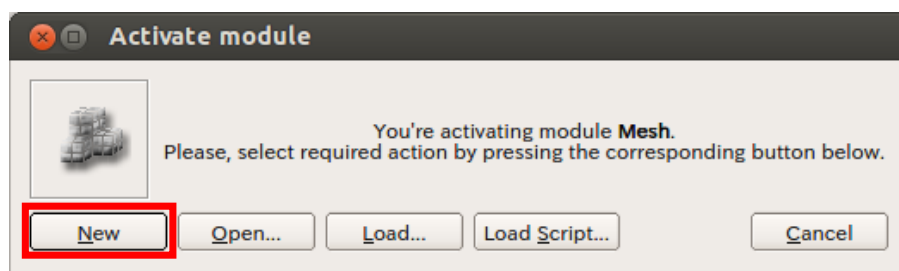 Activate module
You're activating module Mesh.
Please, select required action by pressing the corresponding button below.
New Open... Load... Load Script... Cancel